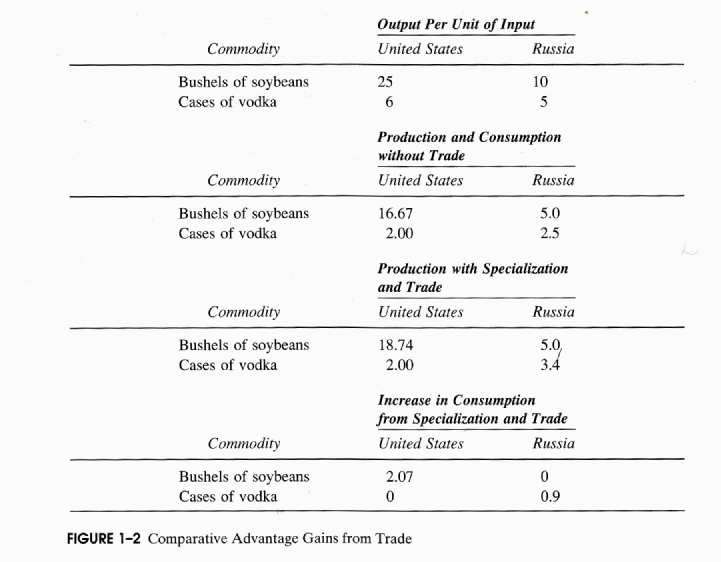 Output Per Unit of Input
Commodity United States Russia
Bushels of soybeans 25 10
Cases of vodka 6 5
Production and Consumption
without Trade
Commodity United States Russia
Bushels of soybeans 16.67 5.0
Cases of vodka 2.00 2.5
Production with Specialization
and Trade
Commodity United States Russia
Bushels of soybeans 18.74 5.0
Cases of vodka 2.00 3.4
Increase in Consumption
from Specialization and Trade
Commodity United States Russia
Bushels of soybeans 2.07 0
Cases of vodka 0 0.9
FIGURE 1–2 Comparative Advantage Gains from Trade